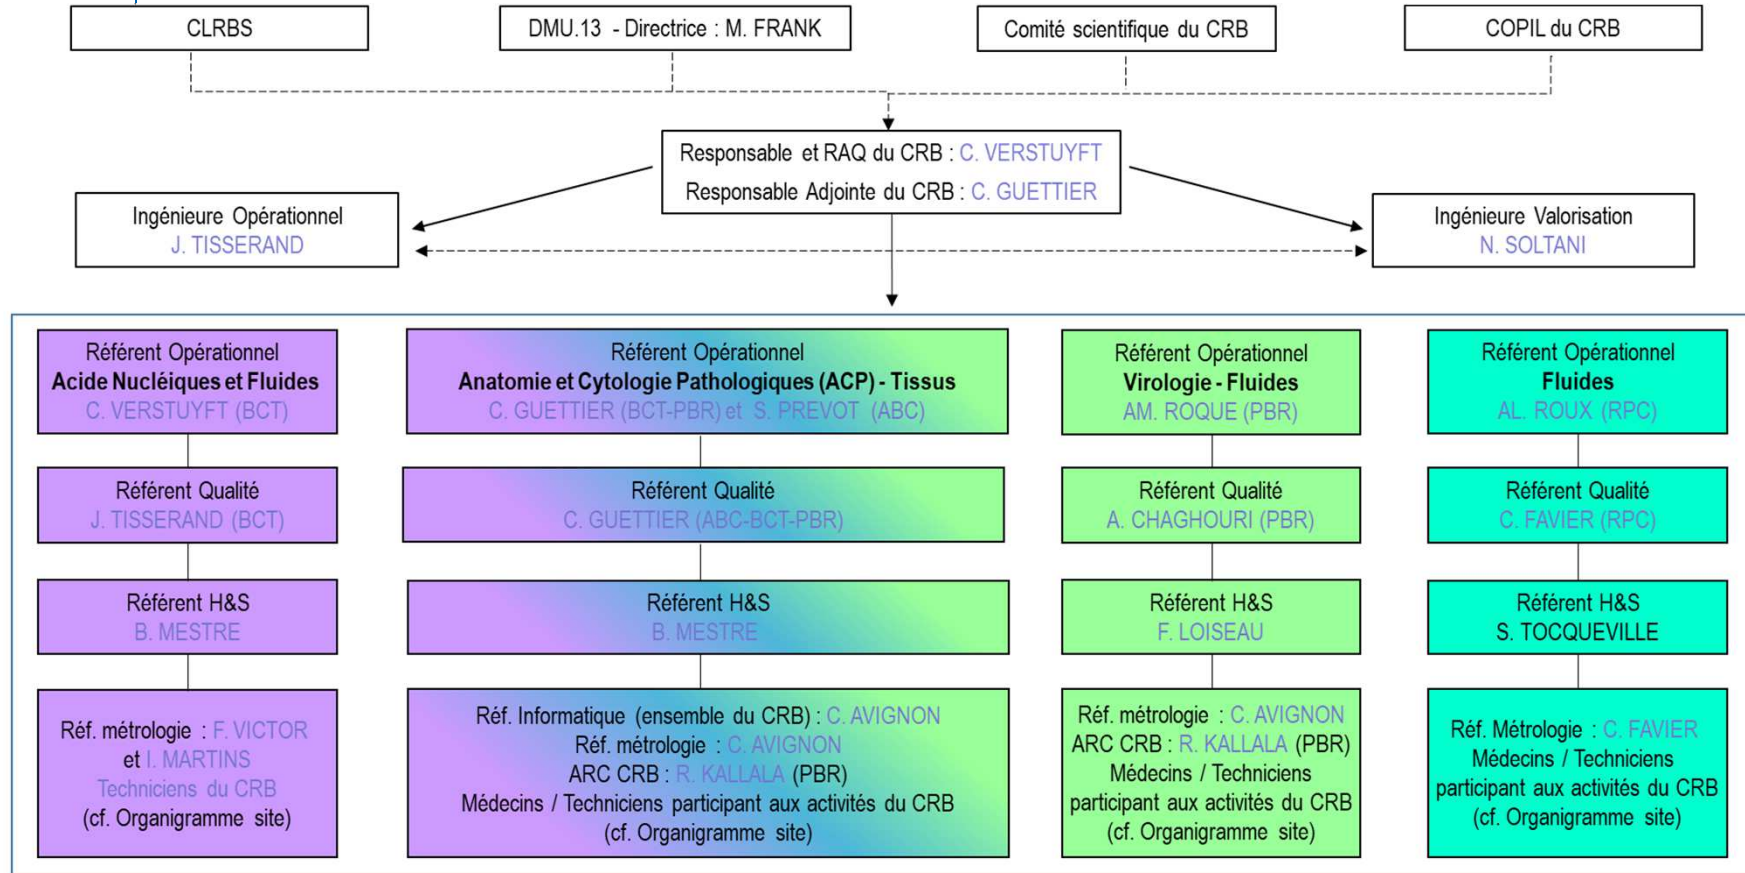 CLRBS
DMU.13 - Directrice : M. FRANK
Comité scientifique du CRB
COPIL du CRB
Responsable et RAQ du CRB : C. VERSTUYFT
Responsable Adjointe du CRB : C. GUETTIER
Ingénieure Opérationnel
J. TISSERAND
Ingénieure Valorisation
N. SOLTANI
Référent Opérationnel
Acide Nucléiques et Fluides
C. VERSTUYFT (BCT)
Référent Qualité
J. TISSERAND (BCT)
Référent H&S
B. MESTRE
Réf. métrologie : F. VICTOR
et I. MARTINS
Techniciens du CRB
(cf. Organigramme site)
Référent Opérationnel
Anatomie et Cytologie Pathologiques (ACP) - Tissus
C. GUETTIER (BCT-PBR) et S. PREVOT (ABC)
Référent Qualité
C. GUETTIER (ABC-BCT-PBR)
Référent H&S
B. MESTRE
Réf. Informatique (ensemble du CRB) : C. AVIGNON
Réf. métrologie : C. AVIGNON
ARC CRB : R. KALLALA (PBR)
Médecins / Techniciens participant aux activités du CRB
(cf. Organigramme site)
Référent Opérationnel
Virologie - Fluides
AM. ROQUE (PBR)
Référent Qualité
A. CHAGHOURI (PBR)
Référent H&S
F. LOISEAU
Réf. métrologie : C. AVIGNON
ARC CRB : R. KALLALA (PBR)
Médecins / Techniciens
participant aux activités du CRB
(cf. Organigramme site)
Référent Opérationnel
Fluides
AL. ROUX (RPC)
Référent Qualité
C. FAVIER (RPC)
Référent H&S
S. TOCQUEVILLE
Réf. Métrologie : C. FAVIER
Médecins / Techniciens
participant aux activités du CRB
(cf. Organigramme site)